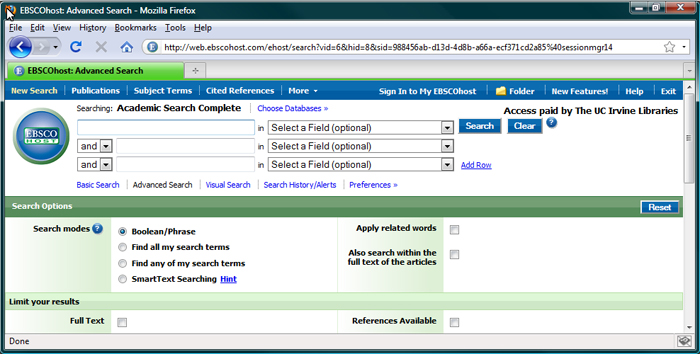 EBSCOhost: Advanced Search - Mozilla Firefox
File Edit View History Bookmarks Tools Help
http://web.ebscohost.com/ehost/search?vid=6&hid=8&sid=988456ab-d13d-4d8b-a66a-ecf371cd2a85%40sessionmgr14
EBSCOhost: Advanced Search
New Search Publications Subject Terms Cited References More Sign In to My EBSCOhost Folder New Features! Help Exit
Searching: Academic Search Complete Choose Databases »
Access paid by The UC Irvine Libraries
EBSCO
HOST
in Select a Field (optional) Search Clear ?
and in Select a Field (optional)
and in Select a Field (optional) Add Row
Basic Search Advanced Search Visual Search Search History/Alerts Preferences »
Search Options Reset
Search modes ? Boolean/Phrase
Find all my search terms
Find any of my search terms
SmartText Searching Hint
Apply related words
Also search within the
full text of the articles
Limit your results
Full Text References Available
Done